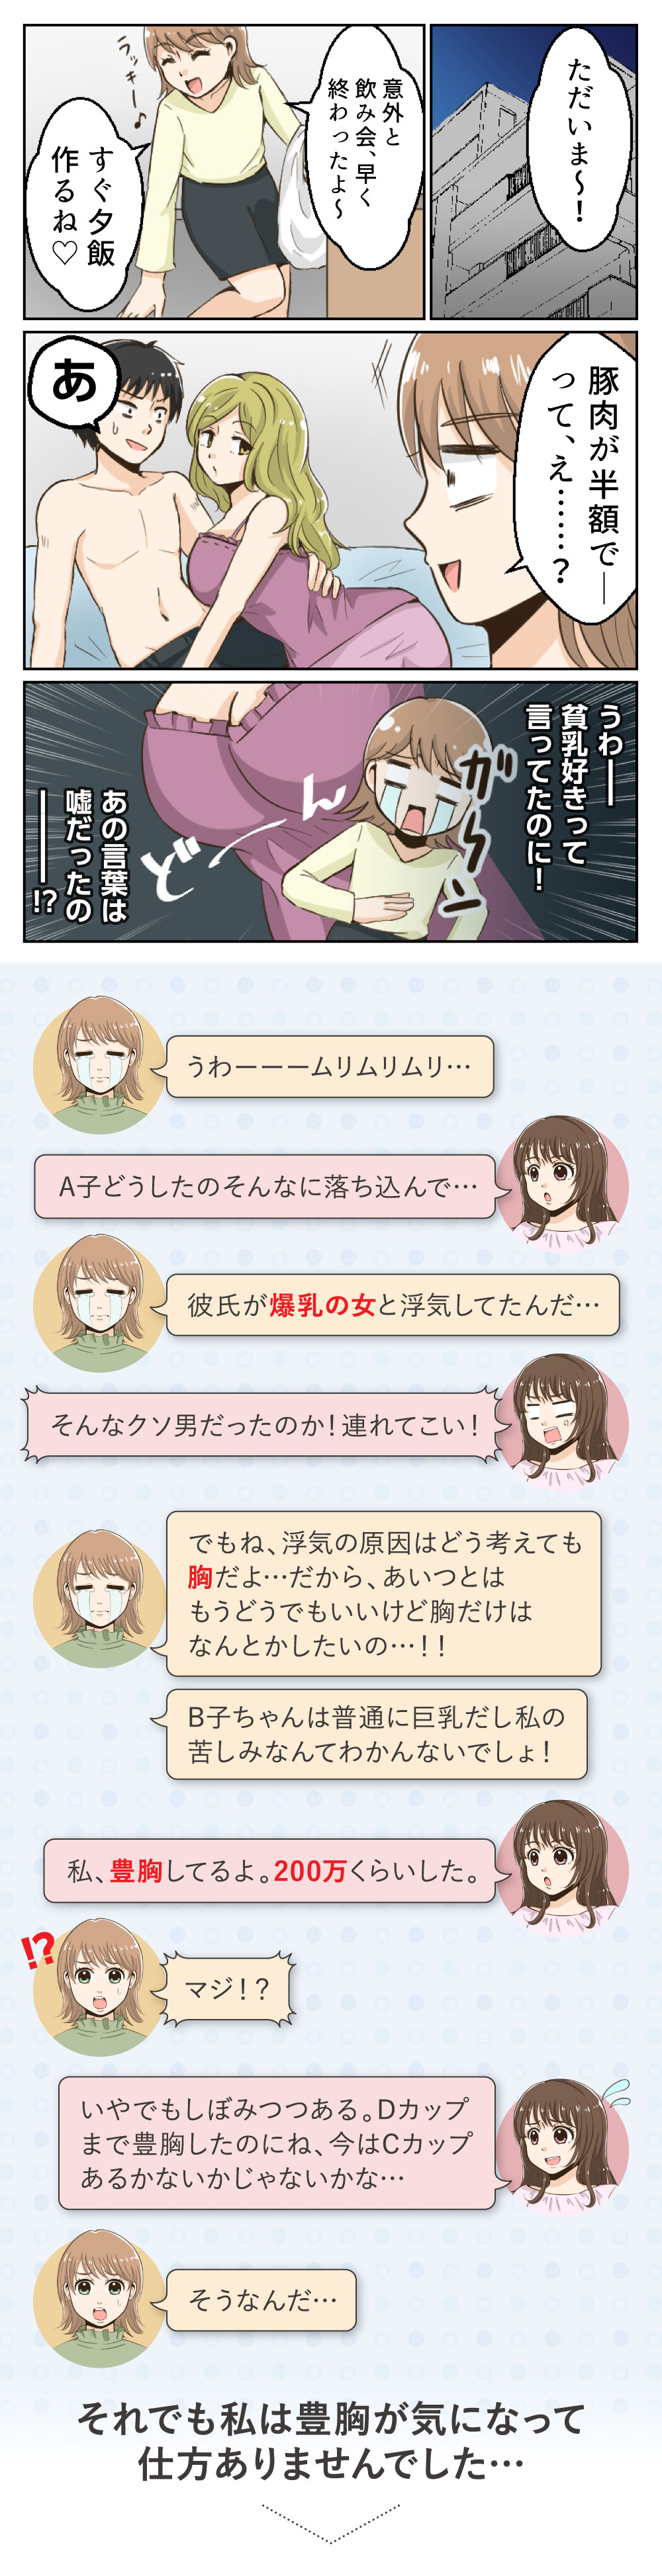 ただいま～！
意外と
飲み会、早く
終わったよ～
ラッキー♪
すぐ夕飯
作るね♡
豚肉が半額で―
って、え……？
あ
うわ――
貧乳好きって
言ってたのに！
が～ン
どーん
あの言葉は
嘘だったの
――――!?
うわーーームリムリムリ…
A子どうしたのそんなに落ち込んで…
彼氏が爆乳の女と浮気してたんだ…
そんなクソ男だったのか！連れてこい！
でもね、浮気の原因はどう考えても
胸だよ…だから、あいつとは
もうどうでもいいけど胸だけは
なんとかしたいの…！！
B子ちゃんは普通に巨乳だし私の
苦しみなんてわかんないでしょ！
私、豊胸してるよ。200万くらいした。
!?
マジ！？
いやでもしぼみつつある。Dカップ
まで豊胸したのにね、今はCカップ
あるかないかじゃないかな…
そうなんだ…
それでも私は豊胸が気になって
仕方ありませんでした…